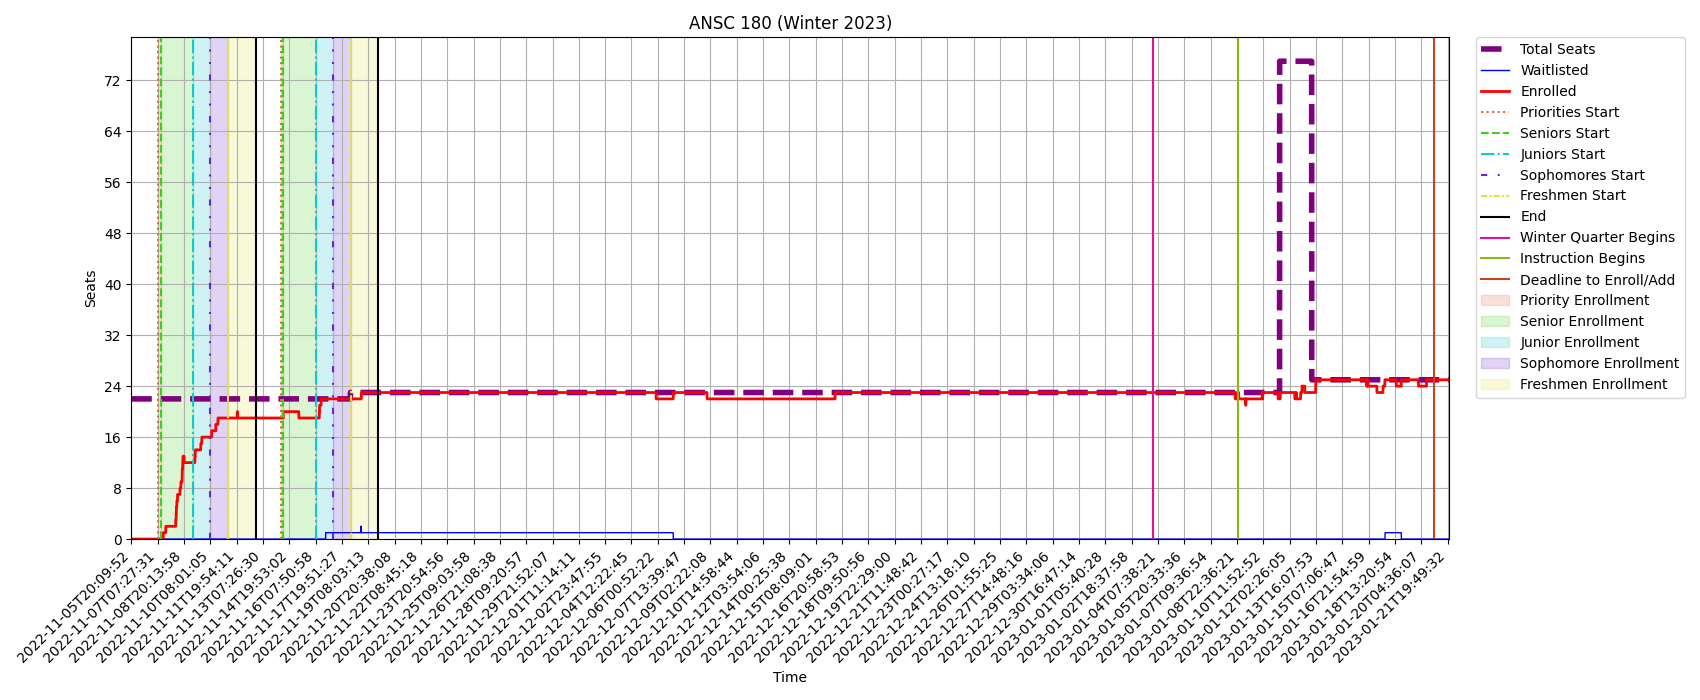 ANSC 180 (Winter 2023)
Seats
72
64
56
48
40
32
24
16
8
0
2022-11-05T20:09:52
2022-11-07T07:27:31
2022-11-08T20:13:58
2022-11-10T08:01:05
2022-11-11T19:54:11
2022-11-13T07:26:30
2022-11-14T19:53:02
2022-11-16T07:50:58
2022-11-17T19:51:27
2022-11-19T08:03:13
2022-11-20T20:38:08
2022-11-22T08:45:18
2022-11-23T20:54:56
2022-11-25T09:03:58
2022-11-26T21:08:38
2022-11-28T09:20:57
2022-11-29T21:52:07
2022-12-01T11:14:11
2022-12-02T23:47:55
2022-12-04T12:22:45
2022-12-06T00:52:22
2022-12-07T13:39:47
2022-12-09T02:22:08
2022-12-10T14:58:44
2022-12-12T03:54:06
2022-12-14T00:25:38
2022-12-15T08:09:01
2022-12-16T20:58:53
2022-12-18T09:50:56
2022-12-19T22:29:00
2022-12-21T11:48:42
2022-12-23T00:27:17
2022-12-24T13:18:10
2022-12-26T01:55:25
2022-12-27T14:48:16
2022-12-29T03:34:06
2022-12-30T16:47:14
2023-01-01T05:40:28
2023-01-02T18:37:58
2023-01-04T07:38:21
2023-01-05T20:33:36
2023-01-07T09:36:54
2023-01-08T22:36:21
2023-01-10T11:52:52
2023-01-12T02:26:05
2023-01-13T16:07:53
2023-01-15T07:06:47
2023-01-16T21:54:59
2023-01-18T13:20:54
2023-01-20T04:36:07
2023-01-21T19:49:32
Time
Total Seats
Waitlisted
Enrolled
Priorities Start
Seniors Start
Juniors Start
Sophomores Start
Freshmen Start
End
Winter Quarter Begins
Instruction Begins
Deadline to Enroll/Add
Priority Enrollment
Senior Enrollment
Junior Enrollment
Sophomore Enrollment
Freshmen Enrollment